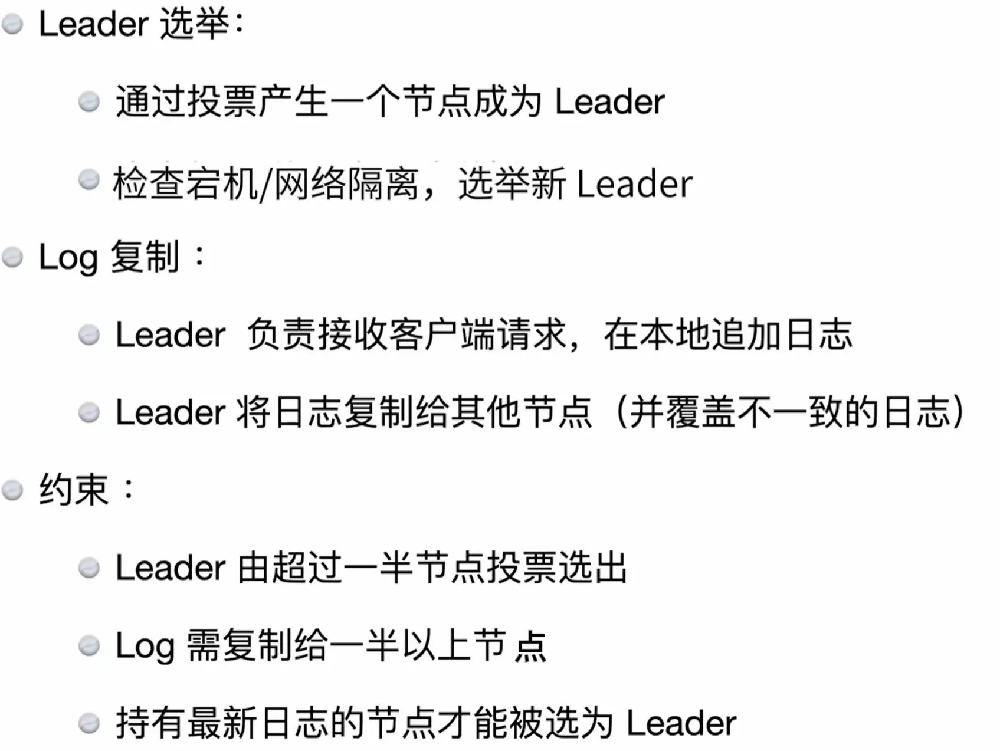 Leader 选举：
通过投票产生一个节点成为 Leader
检查宕机/网络隔离，选举新 Leader
Log 复制：
Leader 负责接收客户端请求，在本地追加日志
Leader 将日志复制给其他节点（并覆盖不一致的日志）
约束：
Leader 由超过一半节点投票选出
Log 需复制给一半以上节点
持有最新日志的节点才能被选为 Leader